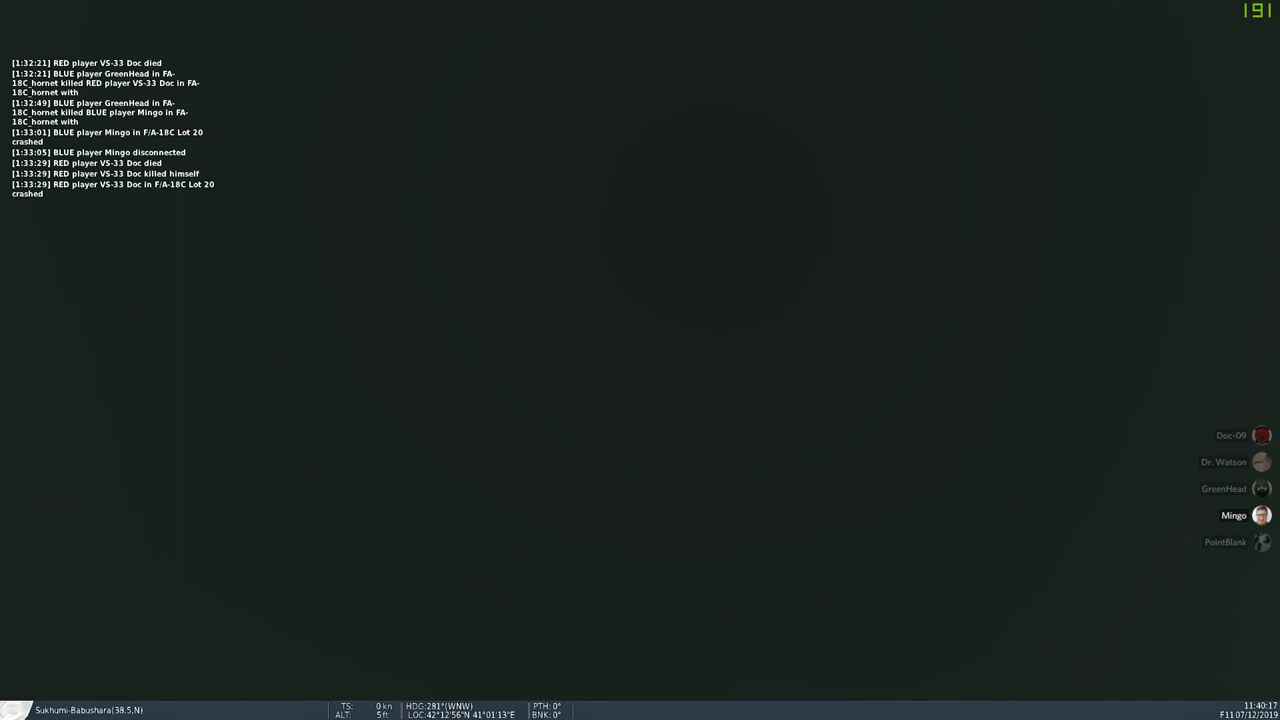 191
[1:32:21] RED player VS-33 Doc died
[1:32:21] BLUE player GreenHead in FA-
18C_hornet killed RED player VS-33 Doc in FA-
18C_hornet with
[1:32:49] BLUE player GreenHead in FA-
18C_hornet killed BLUE player Mingo in FA-
18C_hornet with
[1:33:01] BLUE player Mingo in F/A-18C Lot 20
crashed
[1:33:05] BLUE player Mingo disconnected
[1:33:29] RED player VS-33 Doc died
[1:33:29] RED player VS-33 Doc killed himself
[1:33:29] RED player VS-33 Doc in F/A-18C Lot 20
crashed
Doc-09
Dr. Watson
GreenHead
Mingo
PointBlank
Sukhumi-Babushara(38.5,N)
TS: 0 kn HDG:281°(WNW) PTH: 0° 11:40:17
ALT: 5 ft LOC:42°12'56"N 41°01'13"E BNK: 0° F11 07/12/2019